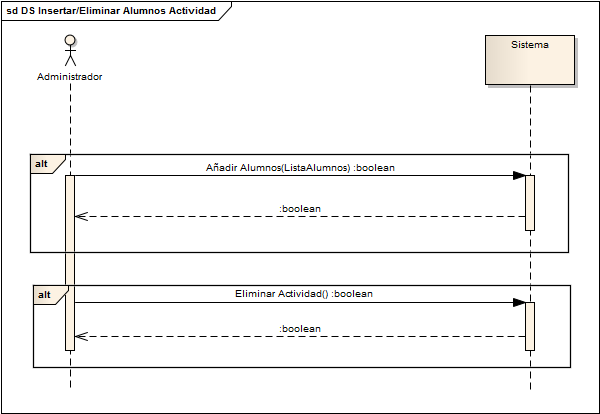 sd DS Insertar/Eliminar Alumnos Actividad
Administrador
Sistema
alt
Añadir Alumnos(ListaAlumnos) :boolean
:boolean
alt
Eliminar Actividad() :boolean
:boolean